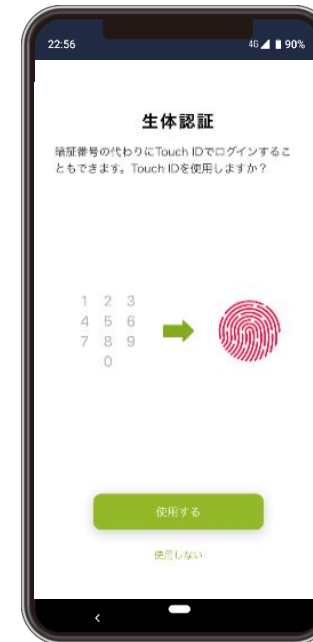 22:56 4G 90%
生体認証
暗証番号の代わりにTouch IDでログインするこ
ともできます。Touch IDを使用しますか？
1 2 3
4 5 6
7 8 9
0
使用する
使用しない